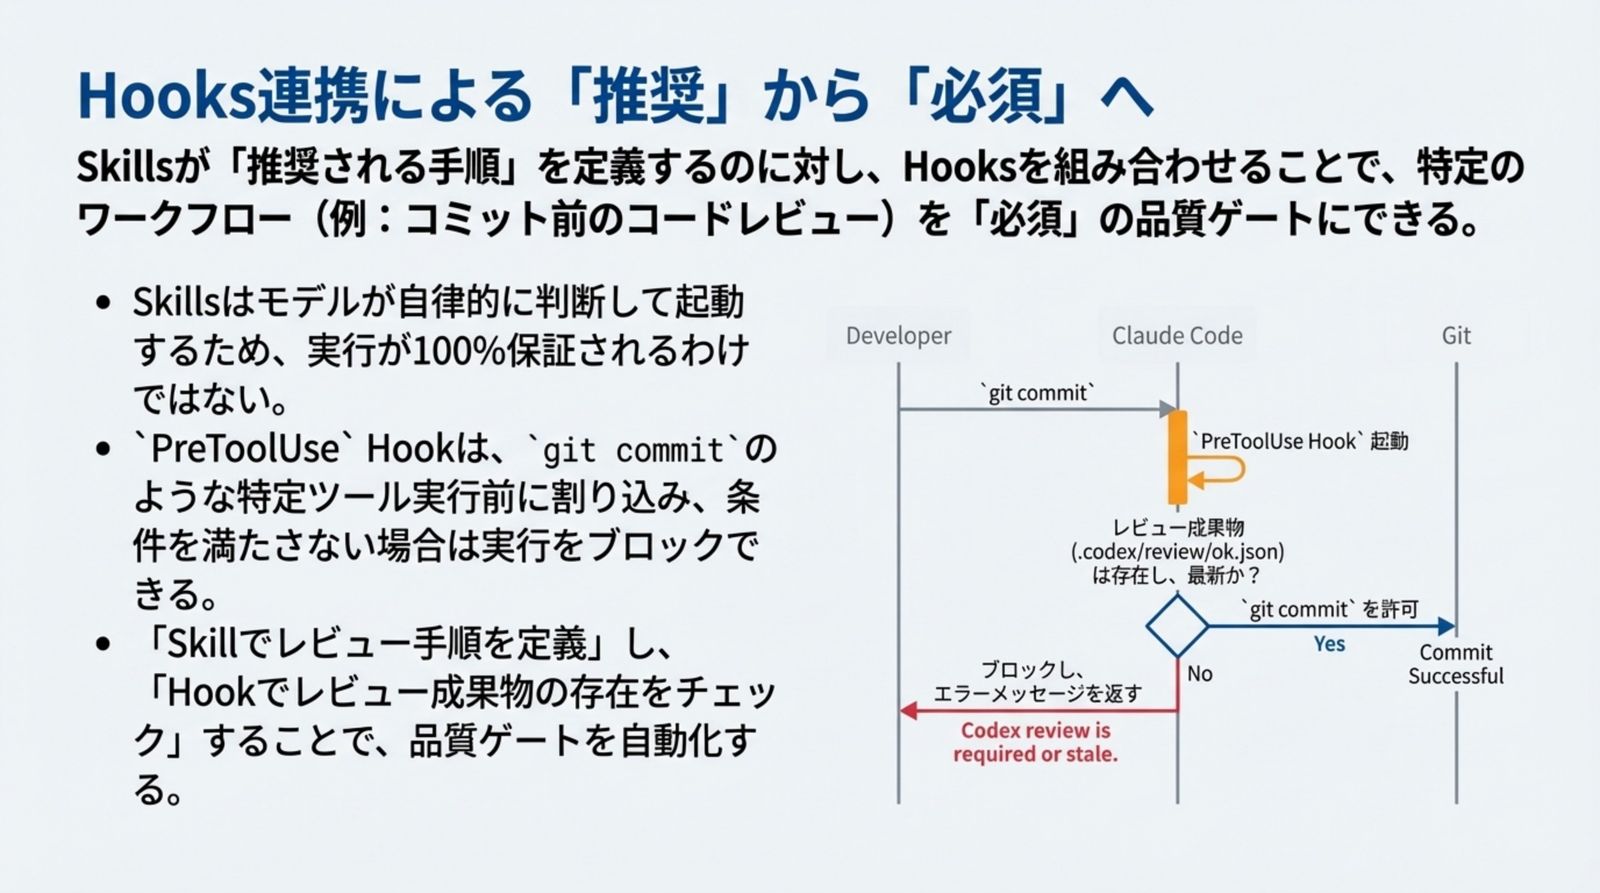 Hooks連携による「推奨」から「必須」へ
Skillsが「推奨される手順」を定義するのに対し、Hooksを組み合わせることで、特定の
ワークフロー（例：コミット前のコードレビュー）を「必須」の品質ゲートにできる。
• Skillsはモデルが自律的に判断して起動
するため、実行が100%保証されるわけ
ではない。
• `PreToolUse` Hookは、`git commit`の
ような特定ツール実行前に割り込み、条
件を満たさない場合は実行をブロックで
きる。
• 「Skillでレビュー手順を定義」し、
「Hookでレビュー成果物の存在をチェッ
ク」することで、品質ゲートを自動化す
る。
Developer
Claude Code
Git
`git commit`
`PreToolUse Hook` 起動
レビュー成果物
(.codex/review/ok.json)
は存在し、最新か？
`git commit` を許可
Yes
Commit
Successful
No
ブロックし、
エラーメッセージを返す
Codex review is
required or stale.